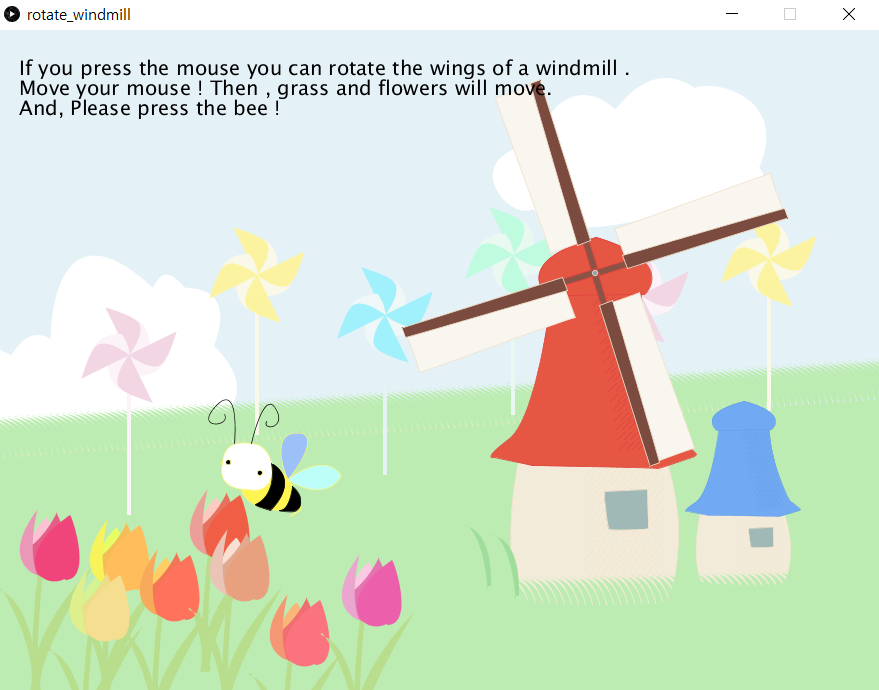 rotate_windmill
If you press the mouse you can rotate the wings of a windmill .
Move your mouse ! Then , grass and flowers will move.
And, Please press the bee !